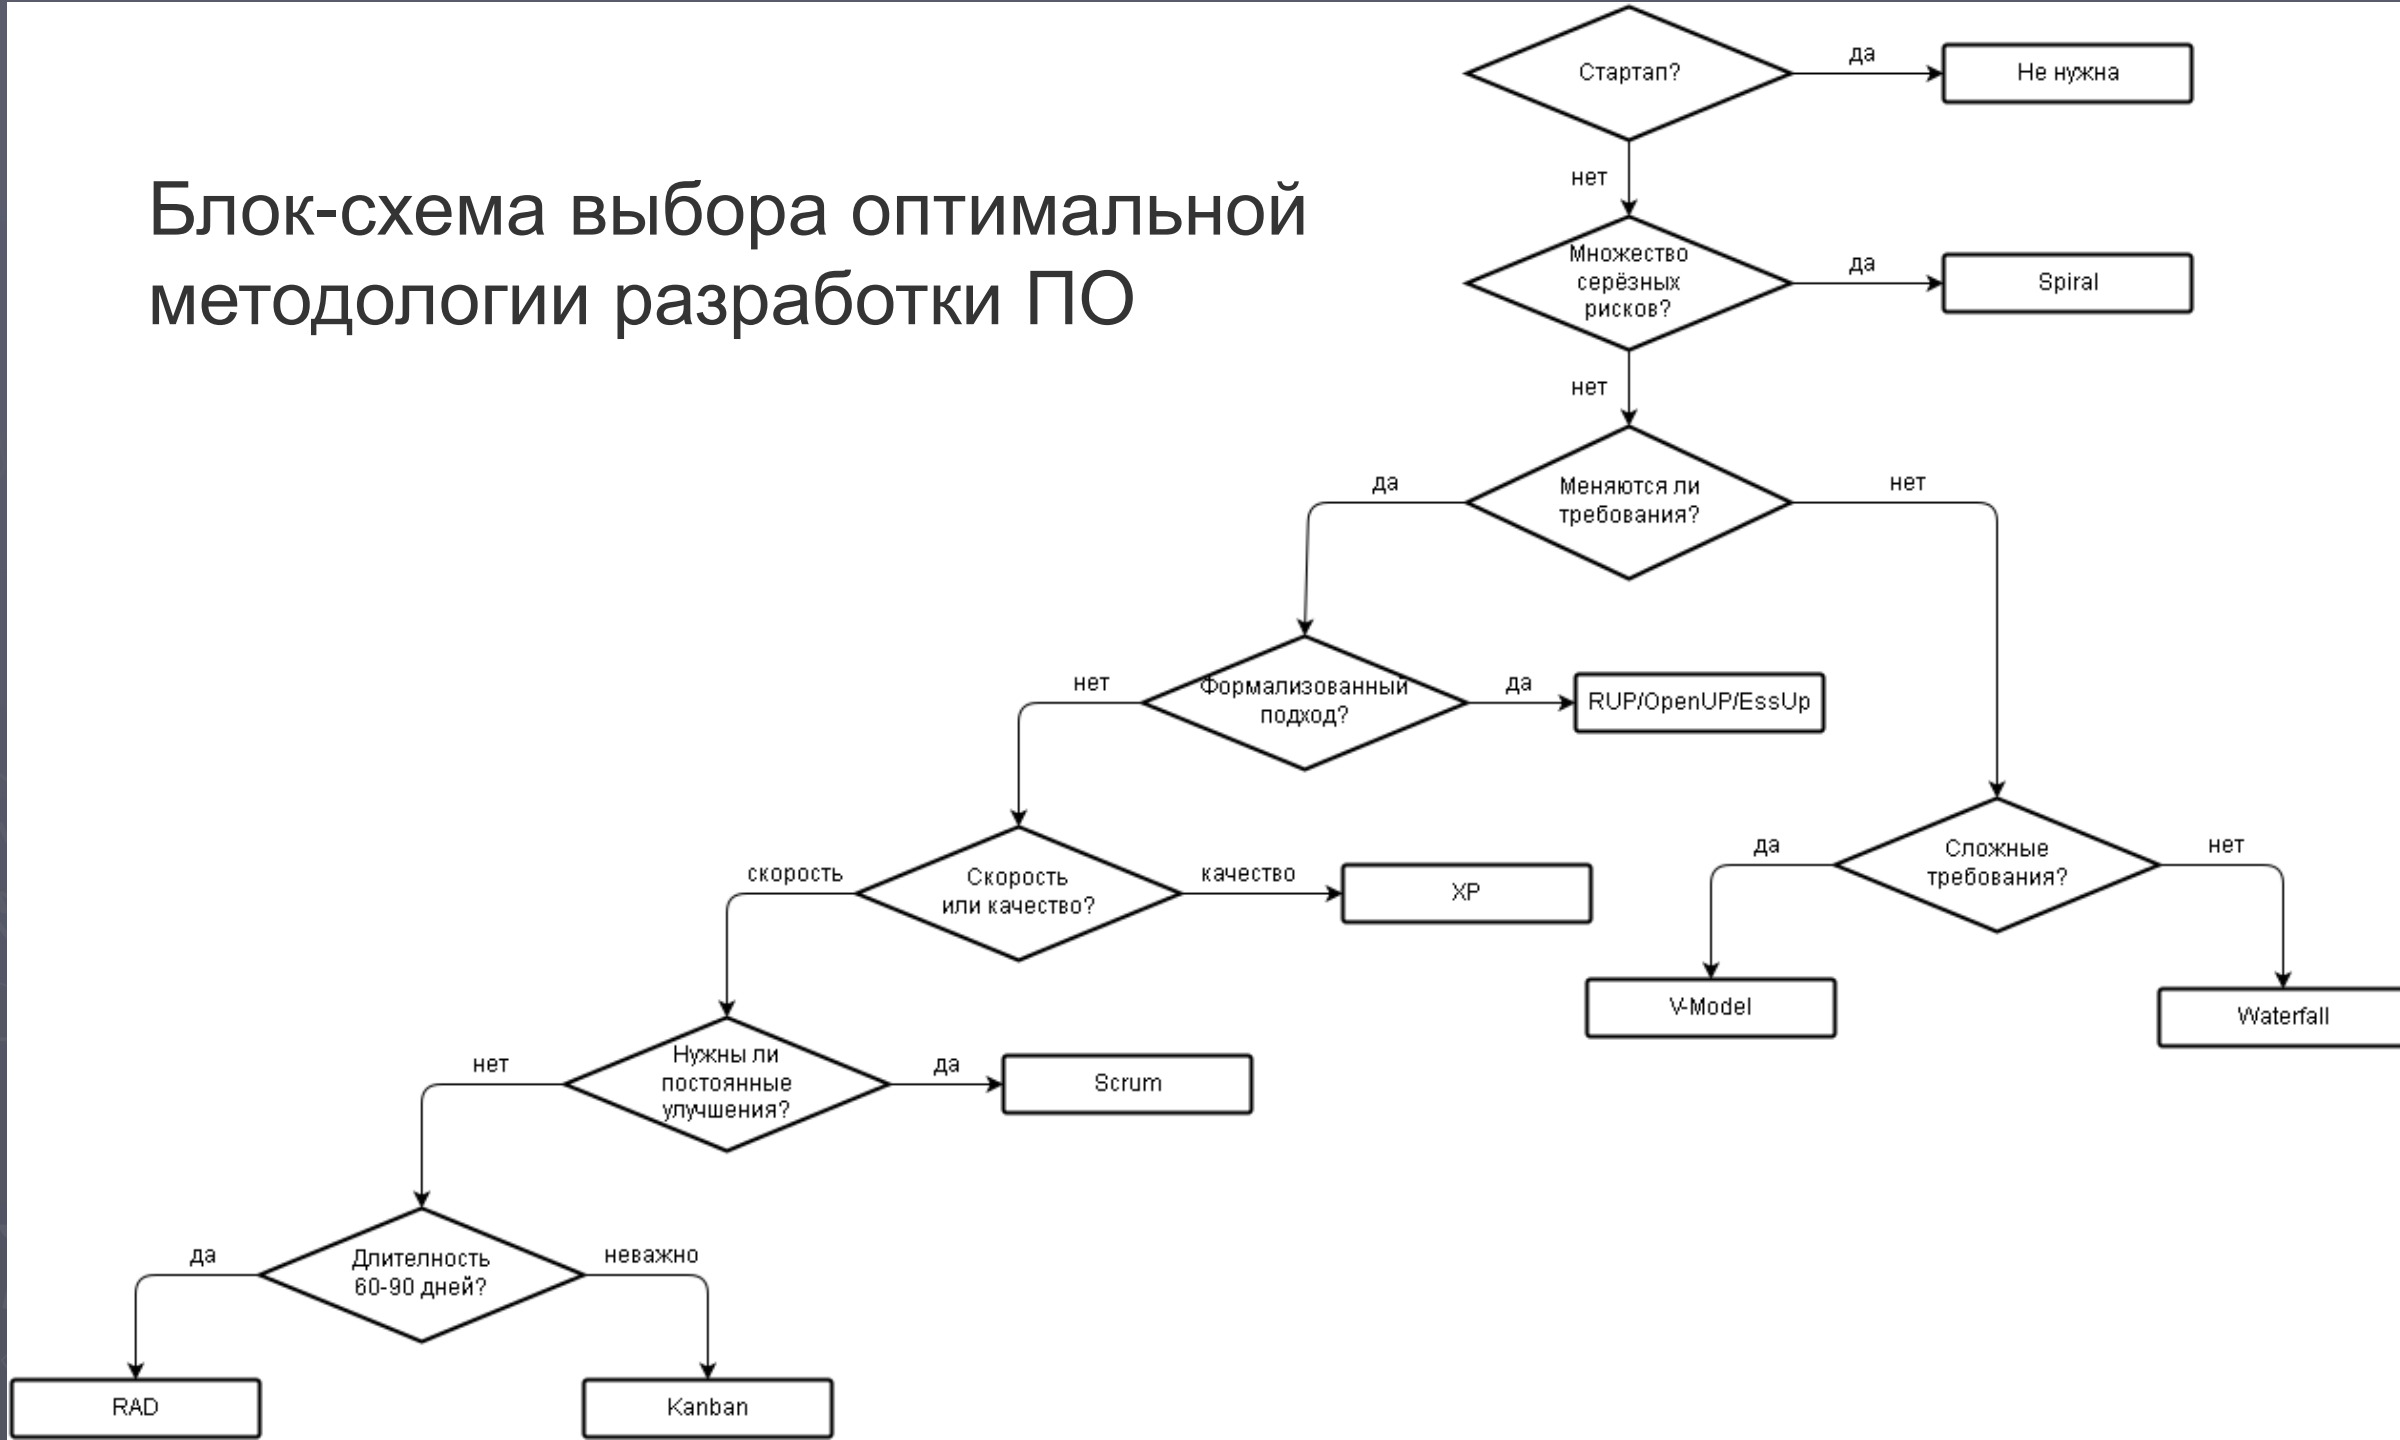 Блок-схема выбора оптимальной
методологии разработки ПО
Стартап?
да
Не нужна
нет
Множество
серёзных
рисков?
да
Spiral
нет
Меняются ли
требования?
да
нет
Формализованный
подход?
нет
да
RUP/OpenUP/EssUp
Сложные
требования?
да
нет
V-Model
Waterfall
Скорость
или качество?
скорость
качество
XP
Нужны ли
постоянные
улучшения?
нет
да
Scrum
Длителность
60-90 дней?
да
неважно
RAD
Kanban